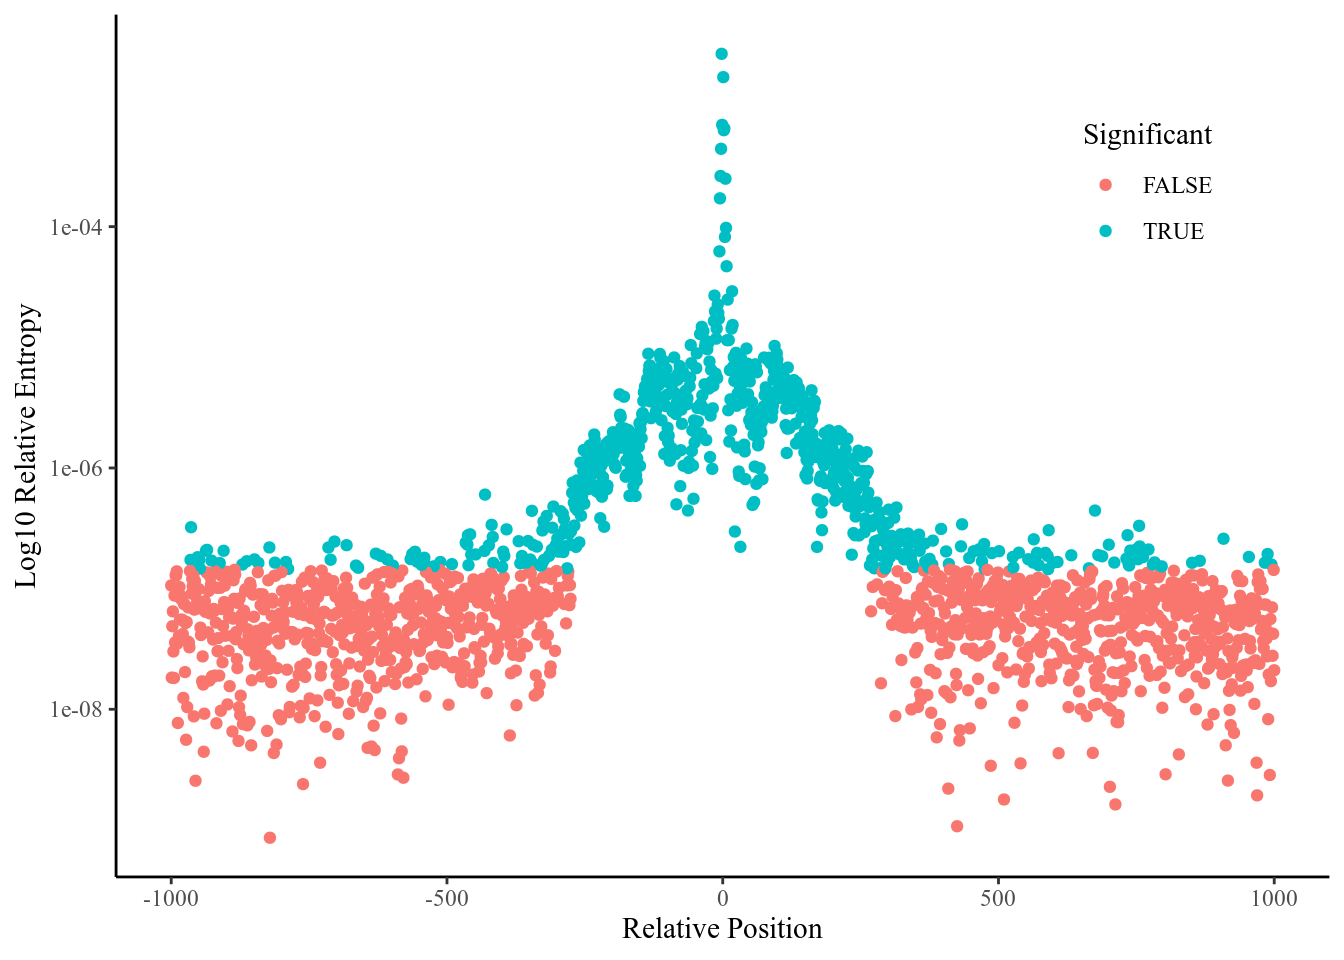 Significant
FALSE
TRUE
Log10 Relative Entropy
1e-04
1e-06
1e-08
-1000
-500
0
500
1000
Relative Position